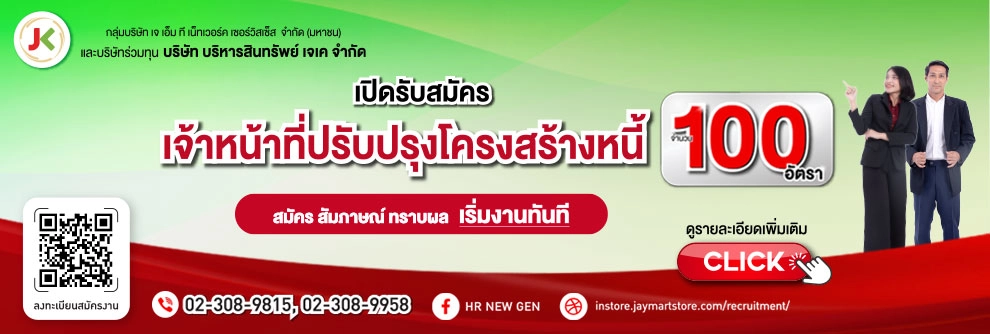 JK
กลุ่มบริษัท เจ เอ็ม ที เน็ทเวอร์ค เซอร์วิสเซ็ส จำกัด (มหาชน)
และบริษัทร่วมทุน บริษัท บริหารสินทรัพย์ เจเค จำกัด
เปิดรับสมัคร
เจ้าหน้าที่ปรับปรุงโครงสร้างหนี้
จำนวน 100 อัตรา
สมัคร สัมภาษณ์ ทราบผล เริ่มงานทันที
ดูรายละเอียดเพิ่มเติม
CLICK
ลงทะเบียนสมัครงาน
02-308-9815, 02-308-9958
HR NEW GEN
instore.jaymartstore.com/recruitment/